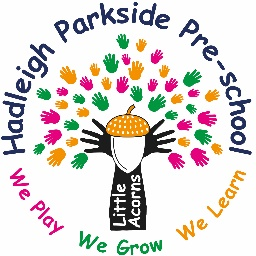 Hadleigh Parkside Pre-school
Little
Acorns
We Play
We Grow
We Learn